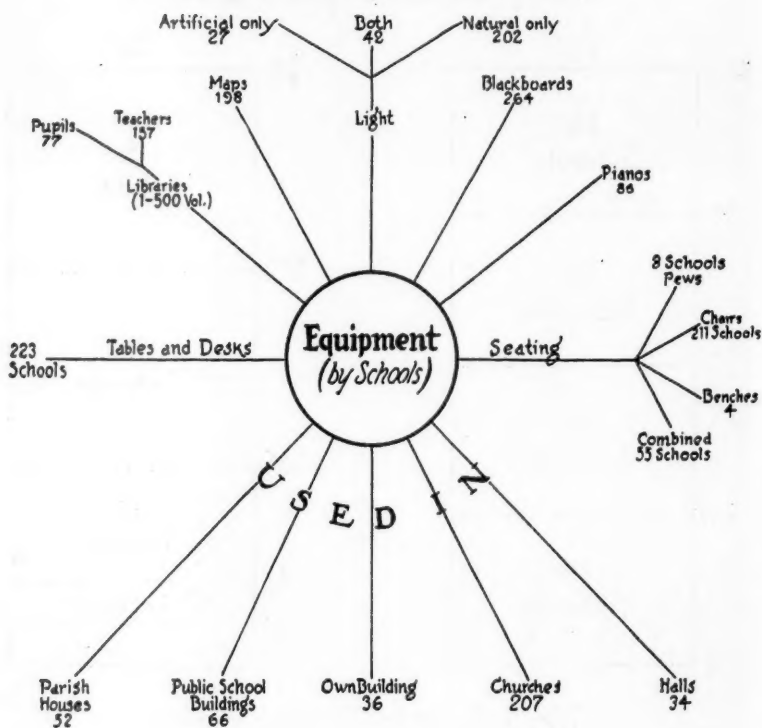 Artificial only
27
Both
42
Natural only
202
Maps
198
Light
Blackboards
264
Pupils
77
Teachers
157
Libraries
(1-500 Vol.)
Pianos
86
8 Schools
Pews
Chairs
211 Schools
Benches
4
Combined
55 Schools
Seating
223
Schools
Tables and Desks
Equipment
(by Schools)
USED IN
Parish
Houses
52
Public School
Buildings
66
Own Building
36
Churches
207
Halls
34